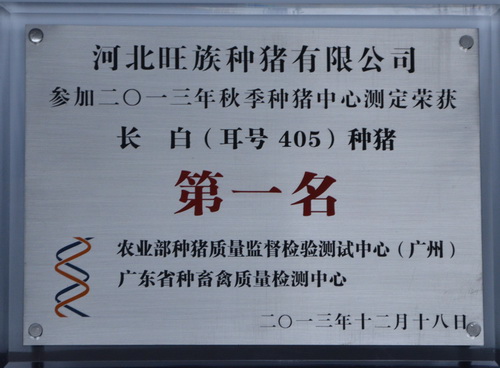 河北旺族种猪有限公司
参加二〇一三年秋季种猪中心测定荣获
长 白（耳号 405）种猪
第一名
农业部种猪质量监督检验测试中心（广州）
广东省种畜禽质量检测中心
二〇一三年十二月十八日